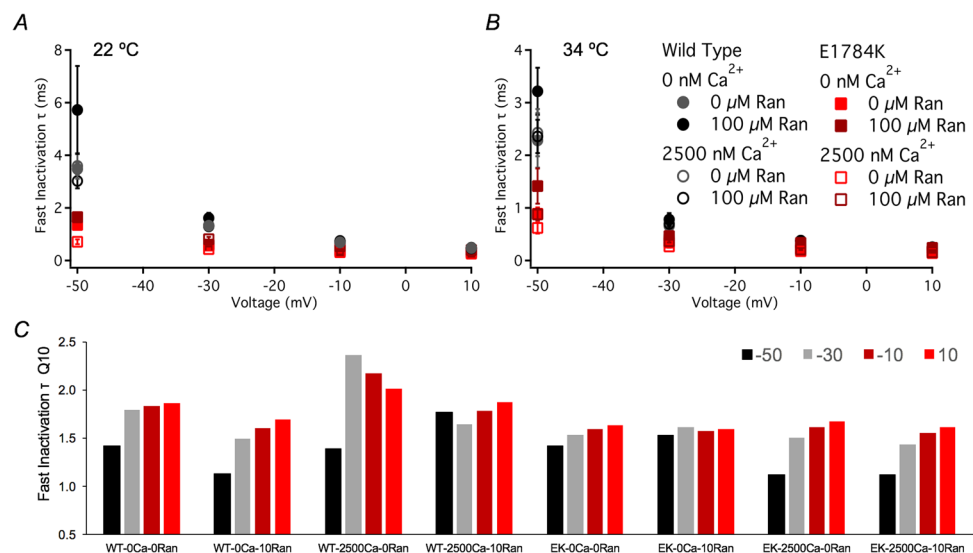 A
22 ºC
8
6
4
2
0
Fast Inactivation τ (ms)
-50 -40 -30 -20 -10 0 10
Voltage (mV)
B
34 ºC
4
3
2
1
0
Fast Inactivation τ (ms)
-50 -40 -30 -20 -10 0 10
Voltage (mV)
Wild Type
0 nM Ca2+
0 µM Ran
100 µM Ran
2500 nM Ca2+
0 µM Ran
100 µM Ran
E1784K
0 nM Ca2+
0 µM Ran
100 µM Ran
2500 nM Ca2+
0 µM Ran
100 µM Ran
C
-50 -30 -10 10
2.5
2.0
1.5
1.0
0.5
Fast Inactivation τ Q10
WT-0Ca-0Ran WT-0Ca-10Ran WT-2500Ca-0Ran WT-2500Ca-10Ran EK-0Ca-0Ran EK-0Ca-10Ran EK-2500Ca-0Ran EK-2500Ca-10Ran